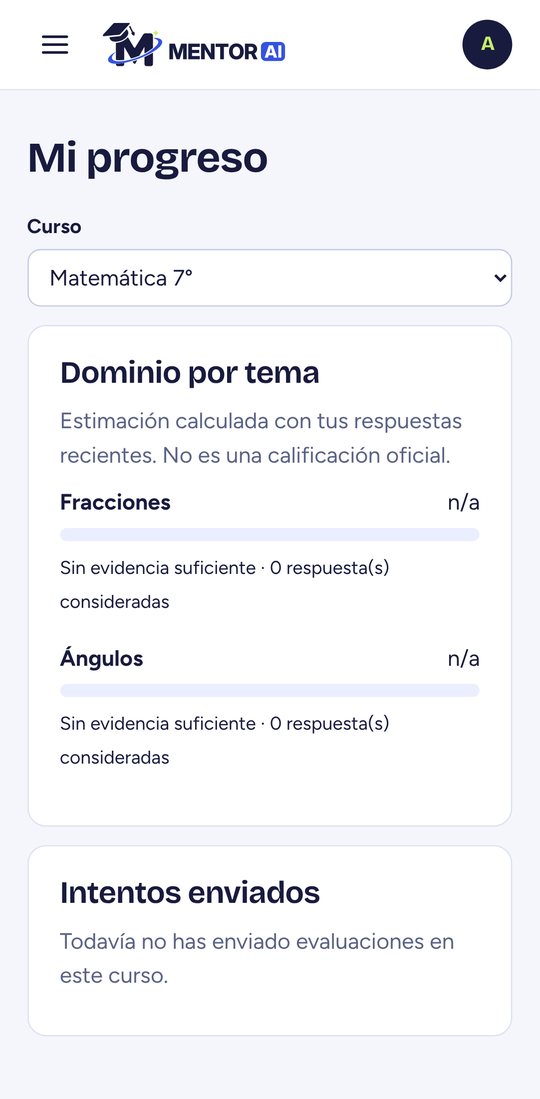 MENTOR AI
A
Mi progreso
Curso
Matemática 7°
Dominio por tema
Estimación calculada con tus respuestas
recientes. No es una calificación oficial.
Fracciones n/a
Sin evidencia suficiente · 0 respuesta(s)
consideradas
Ángulos n/a
Sin evidencia suficiente · 0 respuesta(s)
consideradas
Intentos enviados
Todavía no has enviado evaluaciones en
este curso.